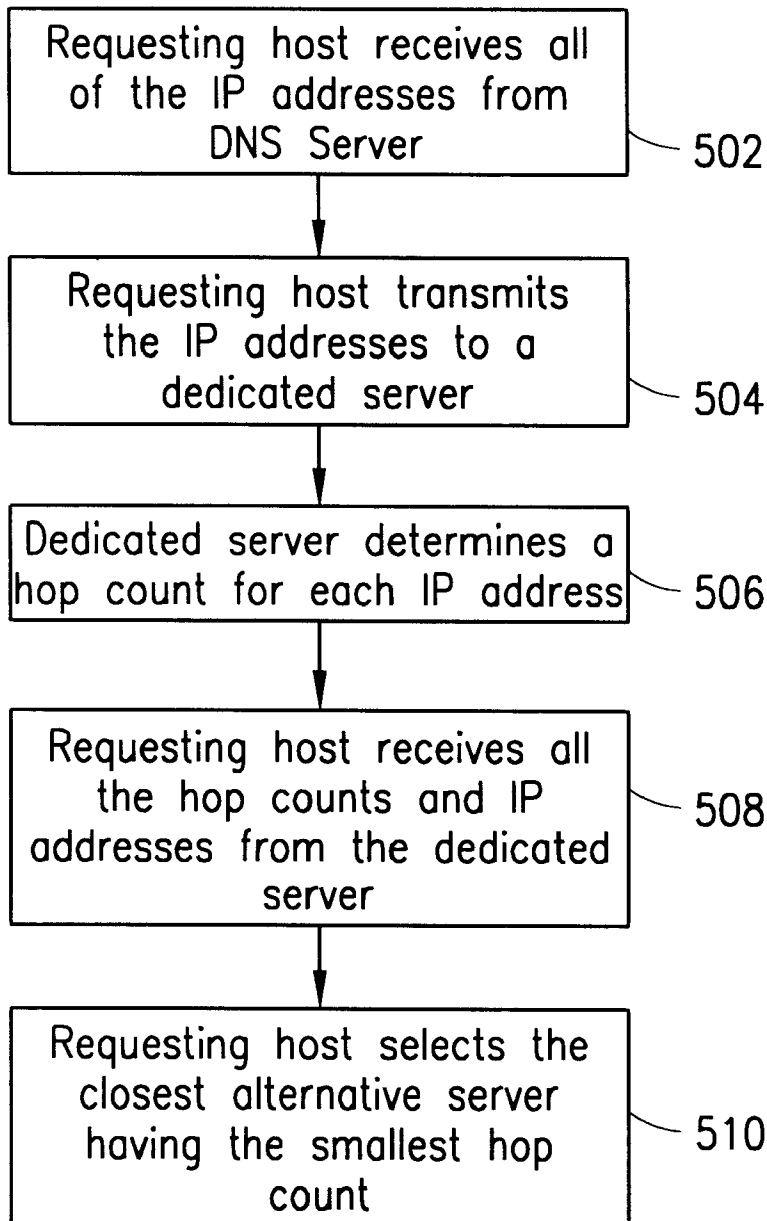 Requesting host receives all
of the IP addresses from
DNS Server
502
Requesting host transmits
the IP addresses to a
dedicated server
504
Dedicated server determines a
hop count for each IP address
506
Requesting host receives all
the hop counts and IP
addresses from the dedicated
server
508
Requesting host selects the
closest alternative server
having the smallest hop
count
510